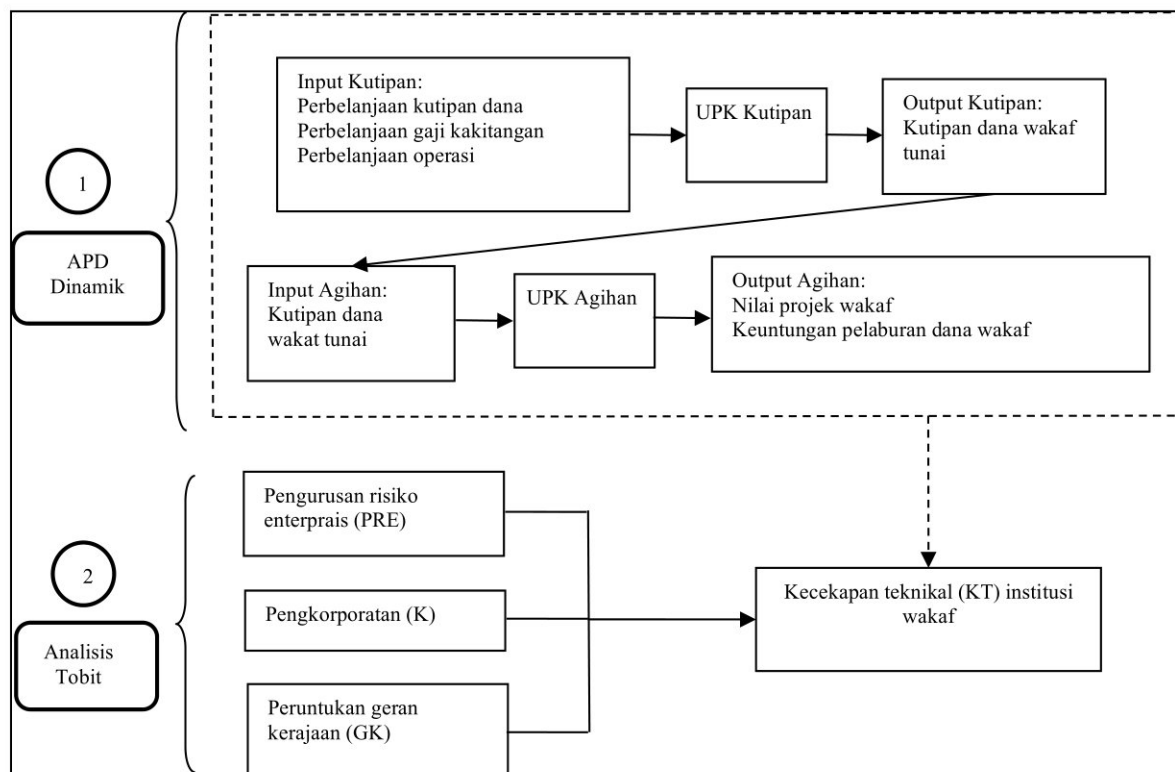 1
APD
Dinamik
Input Kutipan:
Perbelanjaan kutipan dana
Perbelanjaan gaji kakitangan
Perbelanjaan operasi
UPK Kutipan
Output Kutipan:
Kutipan dana wakaf
tunai
Input Agihan:
Kutipan dana
wakat tunai
UPK Agihan
Output Agihan:
Nilai projek wakaf
Keuntungan pelaburan dana wakaf
2
Analisis
Tobit
Pengurusan risiko
enterprais (PRE)
Pengkorporatan (K)
Peruntukan geran
kerajaan (GK)
Kecekapan teknikal (KT) institusi
wakaf